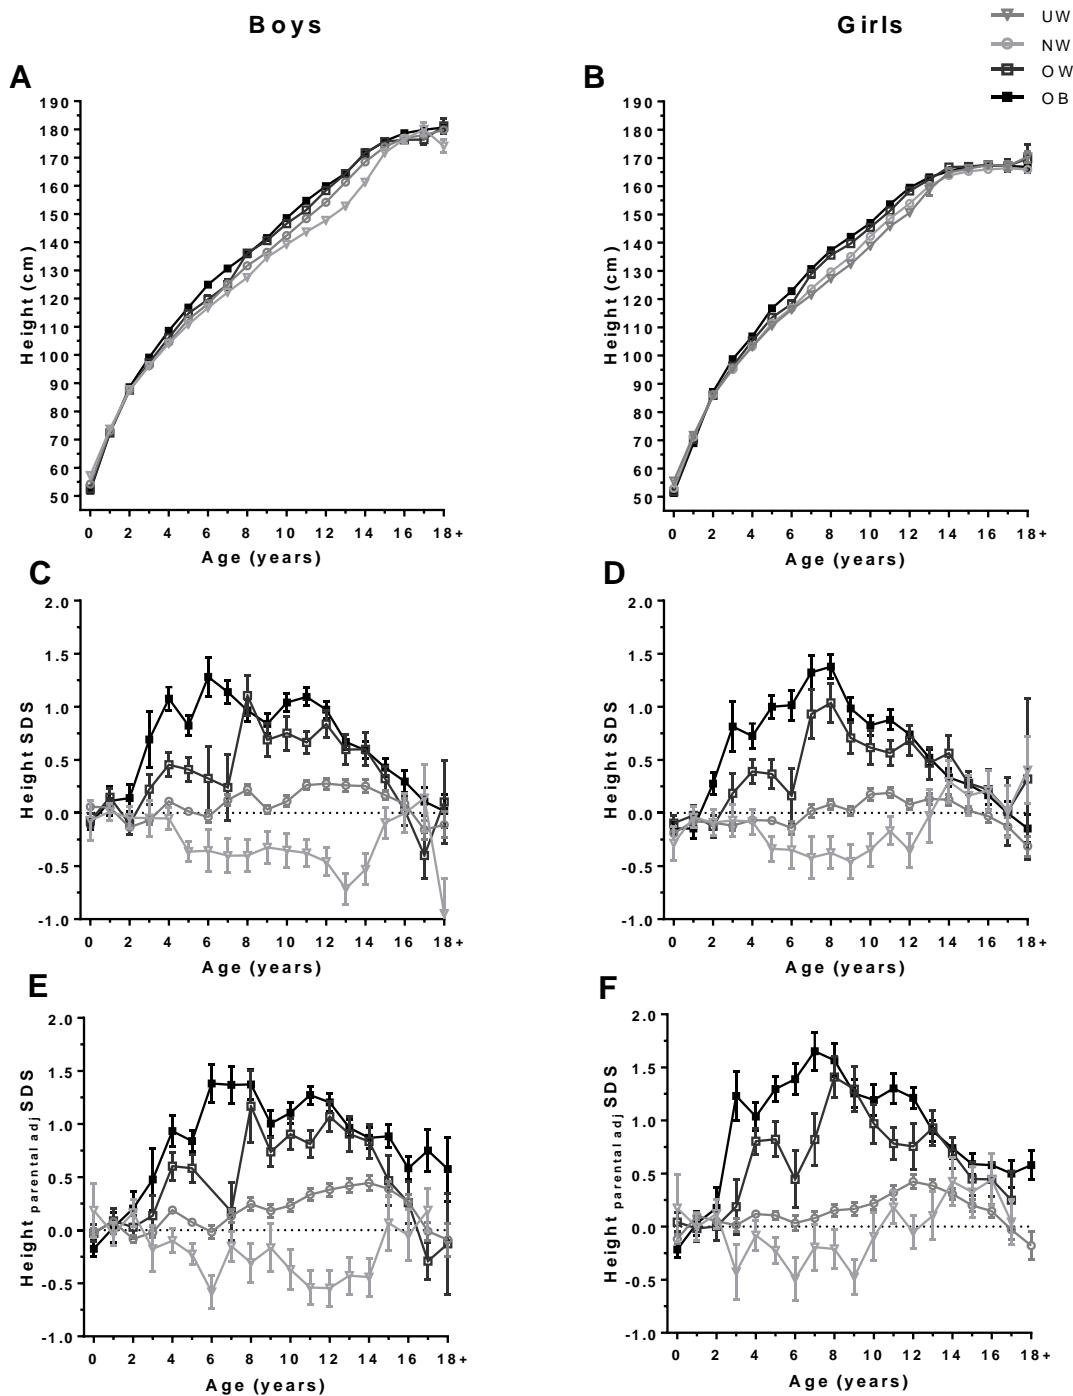 Boys
Girls
UW
NW
OW
OB
A
190
180
170
160
150
140
130
120
110
100
90
80
70
60
50
Height (cm)
0 2 4 6 8 10 12 14 16 18+
Age (years)
B
190
180
170
160
150
140
130
120
110
100
90
80
70
60
50
Height (cm)
0 2 4 6 8 10 12 14 16 18+
Age (years)
C
2.0
1.5
1.0
0.5
0.0
-0.5
-1.0
Height SDS
0 2 4 6 8 10 12 14 16 18+
Age (years)
D
2.0
1.5
1.0
0.5
0.0
-0.5
-1.0
Height SDS
0 2 4 6 8 10 12 14 16 18+
Age (years)
E
2.0
1.5
1.0
0.5
0.0
-0.5
-1.0
Height parental adj SDS
0 2 4 6 8 10 12 14 16 18+
Age (years)
F
2.0
1.5
1.0
0.5
0.0
-0.5
-1.0
Height parental adj SDS
0 2 4 6 8 10 12 14 16 18+
Age (years)